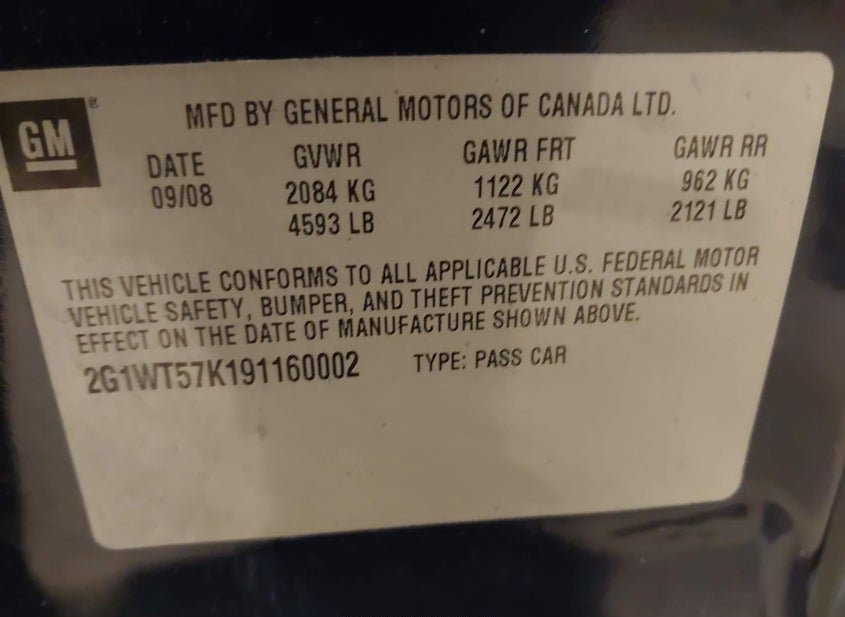 GM ®
MFD BY GENERAL MOTORS OF CANADA LTD.
DATE GVWR GAWR FRT GAWR RR
09/08 2084 KG 1122 KG 962 KG
4593 LB 2472 LB 2121 LB
THIS VEHICLE CONFORMS TO ALL APPLICABLE U.S. FEDERAL MOTOR
VEHICLE SAFETY, BUMPER, AND THEFT PREVENTION STANDARDS IN
EFFECT ON THE DATE OF MANUFACTURE SHOWN ABOVE.
2G1WT57K191160002 TYPE: PASS CAR